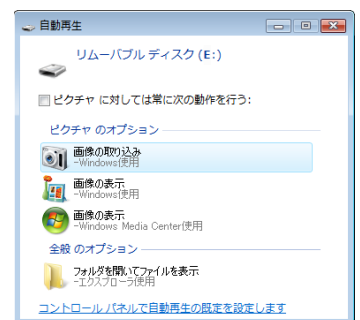 自動再生
リムーバブル ディスク (E:)
ピクチャ に対しては常に次の動作を行う:
ピクチャ のオプション
画像の取り込み
-Windows使用
画像の表示
-Windows使用
画像の表示
-Windows Media Center使用
全般 のオプション
フォルダを開いてファイルを表示
-エクスプローラ使用
コントロール パネルで自動再生の既定を設定します